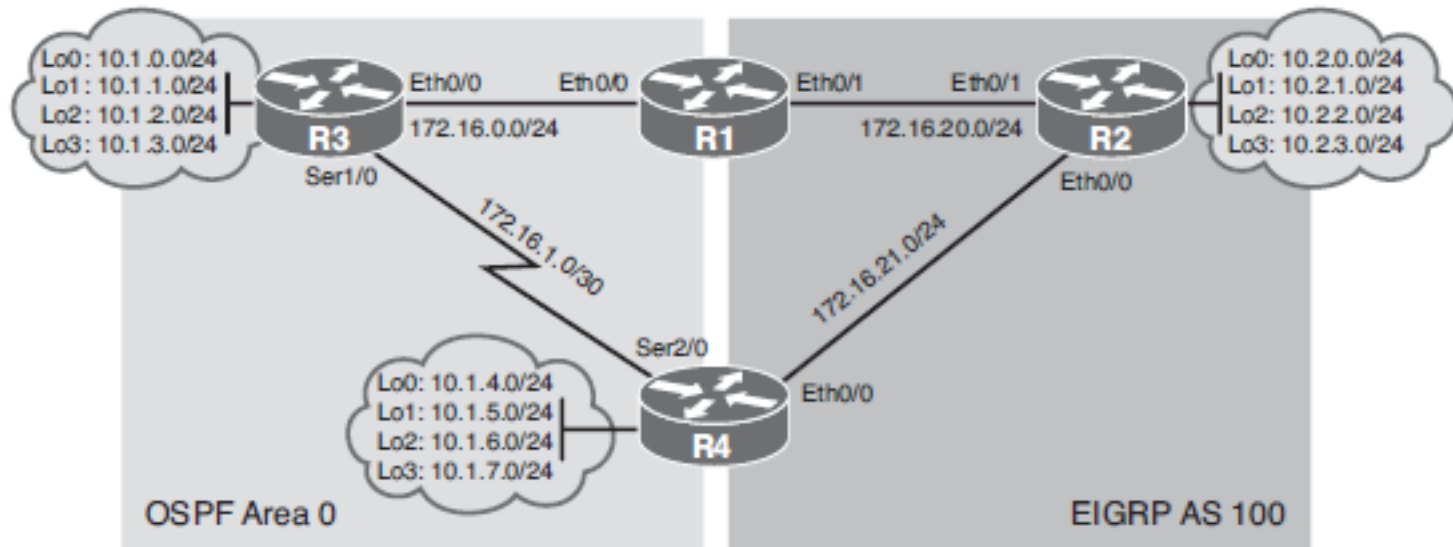 Lo0: 10.1.0.0/24
Lo1: 10.1.1.0/24
Lo2: 10.1.2.0/24
Lo3: 10.1.3.0/24
R3
Eth0/0
Eth0/0
172.16.0.0/24
R1
Eth0/1
Eth0/1
172.16.20.0/24
R2
Lo0: 10.2.0.0/24
Lo1: 10.2.1.0/24
Lo2: 10.2.2.0/24
Lo3: 10.2.3.0/24
Ser1/0
Eth0/0
172.16.1.0/30
172.16.21.0/24
Ser2/0
Lo0: 10.1.4.0/24
Lo1: 10.1.5.0/24
Lo2: 10.1.6.0/24
Lo3: 10.1.7.0/24
R4
Eth0/0
OSPF Area 0
EIGRP AS 100